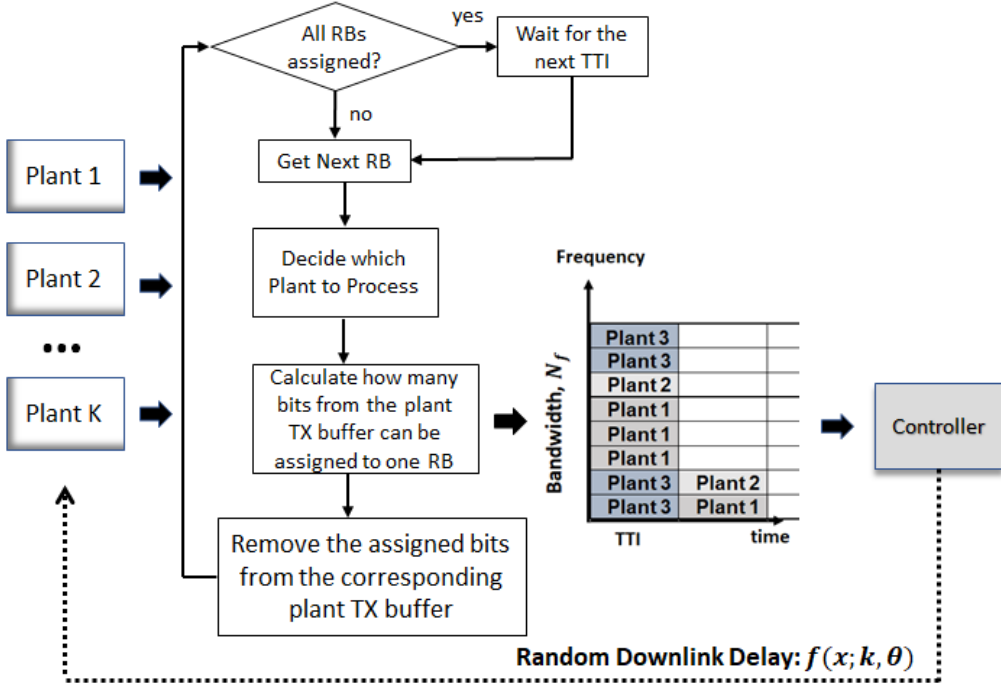 All RBs
assigned?
yes
Wait for the
next TTI
no
Get Next RB
Plant 1
Plant 2
...
Plant K
Decide which
Plant to Process
Calculate how many
bits from the plant
TX buffer can be
assigned to one RB
Remove the assigned bits
from the corresponding
plant TX buffer
Frequency
Bandwidth, N_f
Plant 3
Plant 3
Plant 2
Plant 1
Plant 1
Plant 1
Plant 3 Plant 2
Plant 3 Plant 1
TTI time
Controller
Random Downlink Delay: f(x; k, θ)